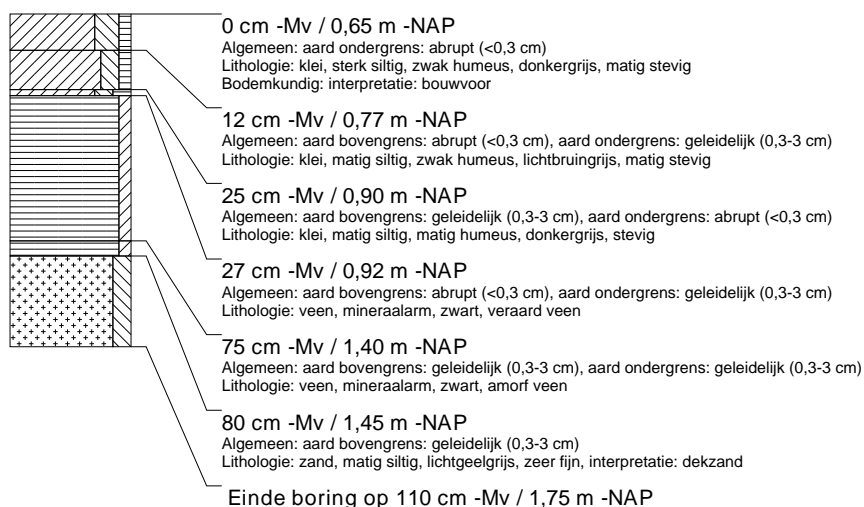 0 cm -Mv / 0,65 m -NAP
Algemeen: aard ondergrens: abrupt (<0,3 cm)
Lithologie: klei, sterk siltig, zwak humeus, donkergrijs, matig stevig
Bodemkundig: interpretatie: bouwvoor
12 cm -Mv / 0,77 m -NAP
Algemeen: aard bovengrens: abrupt (<0,3 cm), aard ondergrens: geleidelijk (0,3-3 cm)
Lithologie: klei, matig siltig, zwak humeus, lichtbruingrijs, matig stevig
25 cm -Mv / 0,90 m -NAP
Algemeen: aard bovengrens: geleidelijk (0,3-3 cm), aard ondergrens: abrupt (<0,3 cm)
Lithologie: klei, matig siltig, matig humeus, donkergrijs, stevig
27 cm -Mv / 0,92 m -NAP
Algemeen: aard bovengrens: abrupt (<0,3 cm), aard ondergrens: geleidelijk (0,3-3 cm)
Lithologie: veen, mineraalarm, zwart, veraard veen
75 cm -Mv / 1,40 m -NAP
Algemeen: aard bovengrens: geleidelijk (0,3-3 cm), aard ondergrens: geleidelijk (0,3-3 cm)
Lithologie: veen, mineraalarm, zwart, amorf veen
80 cm -Mv / 1,45 m -NAP
Algemeen: aard bovengrens: geleidelijk (0,3-3 cm)
Lithologie: zand, matig siltig, lichtgeelgrijs, zeer fijn, interpretatie: dekzand
Einde boring op 110 cm -Mv / 1,75 m -NAP